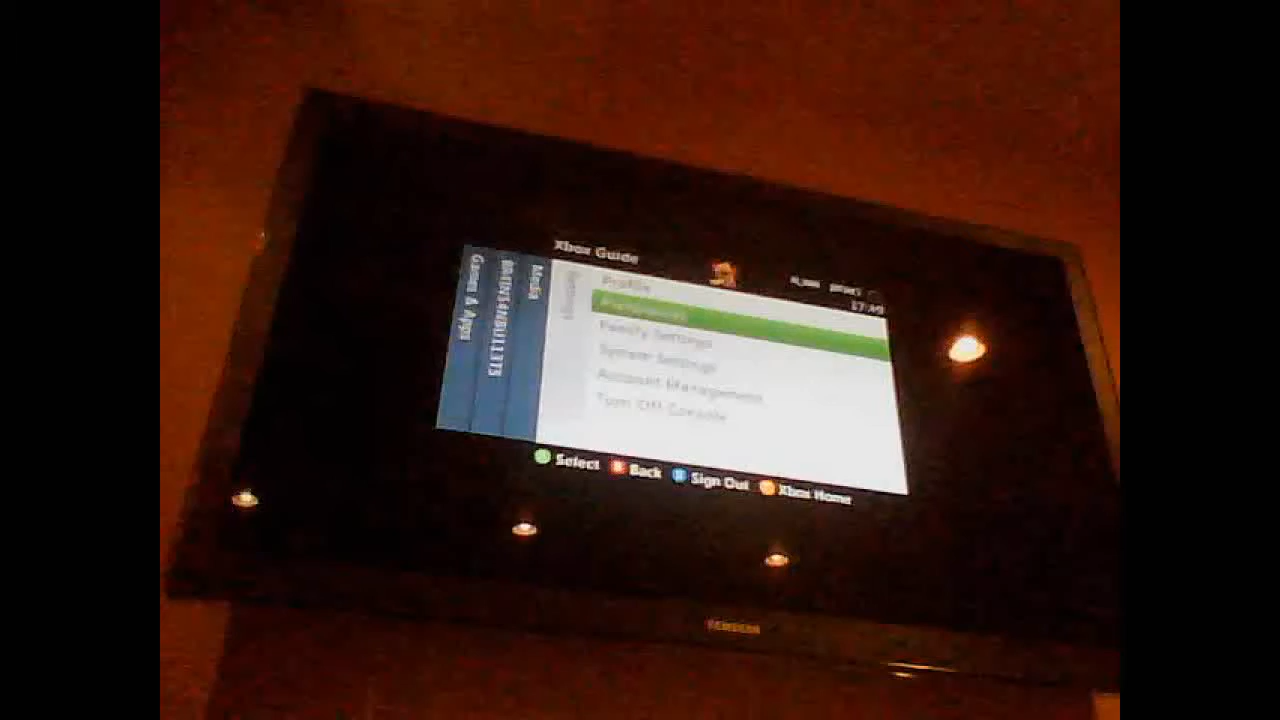 Xbox Guide
17:49
Games & Apps
Media
Settings
Profile
Preferences
Family Settings
System Settings
Account Management
Turn Off Console
Select
Back
Sign Out
Xbox Home
SAMSUNG